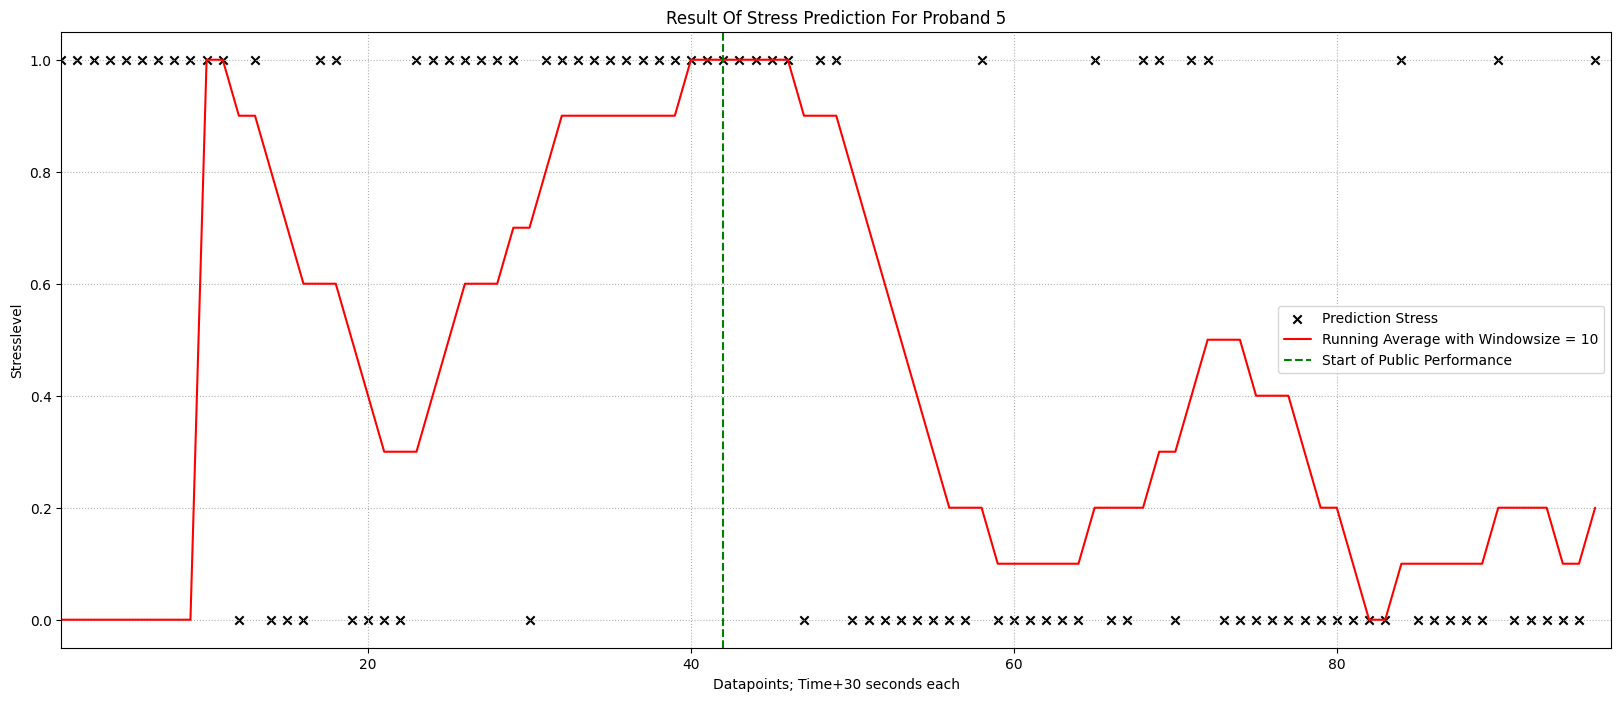 Result Of Stress Prediction For Proband 5
1.0
0.8
0.6
0.4
0.2
0.0
Stresslevel
Prediction Stress
Running Average with Windowsize = 10
Start of Public Performance
20
40
60
80
Datapoints; Time+30 seconds each